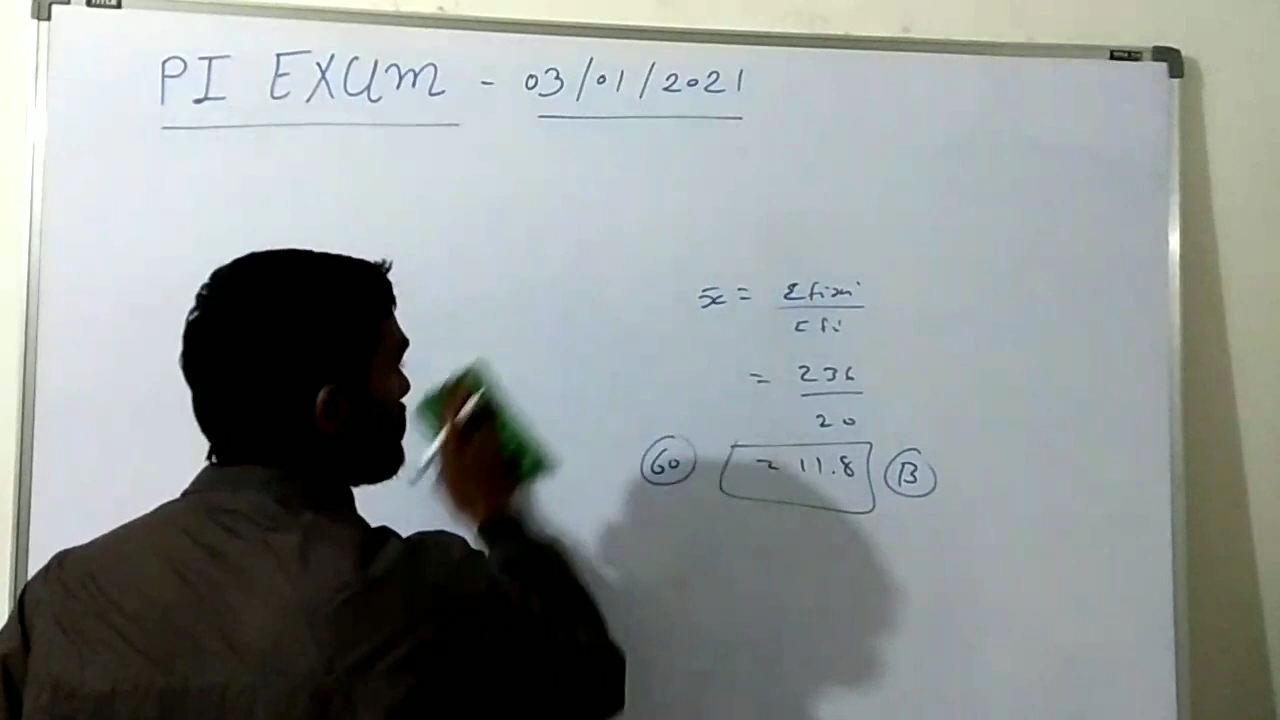 PI EXAM - 03/01/2021
x̄ = Σfixi
Σfi
= 236
20
60 = 11.8 B